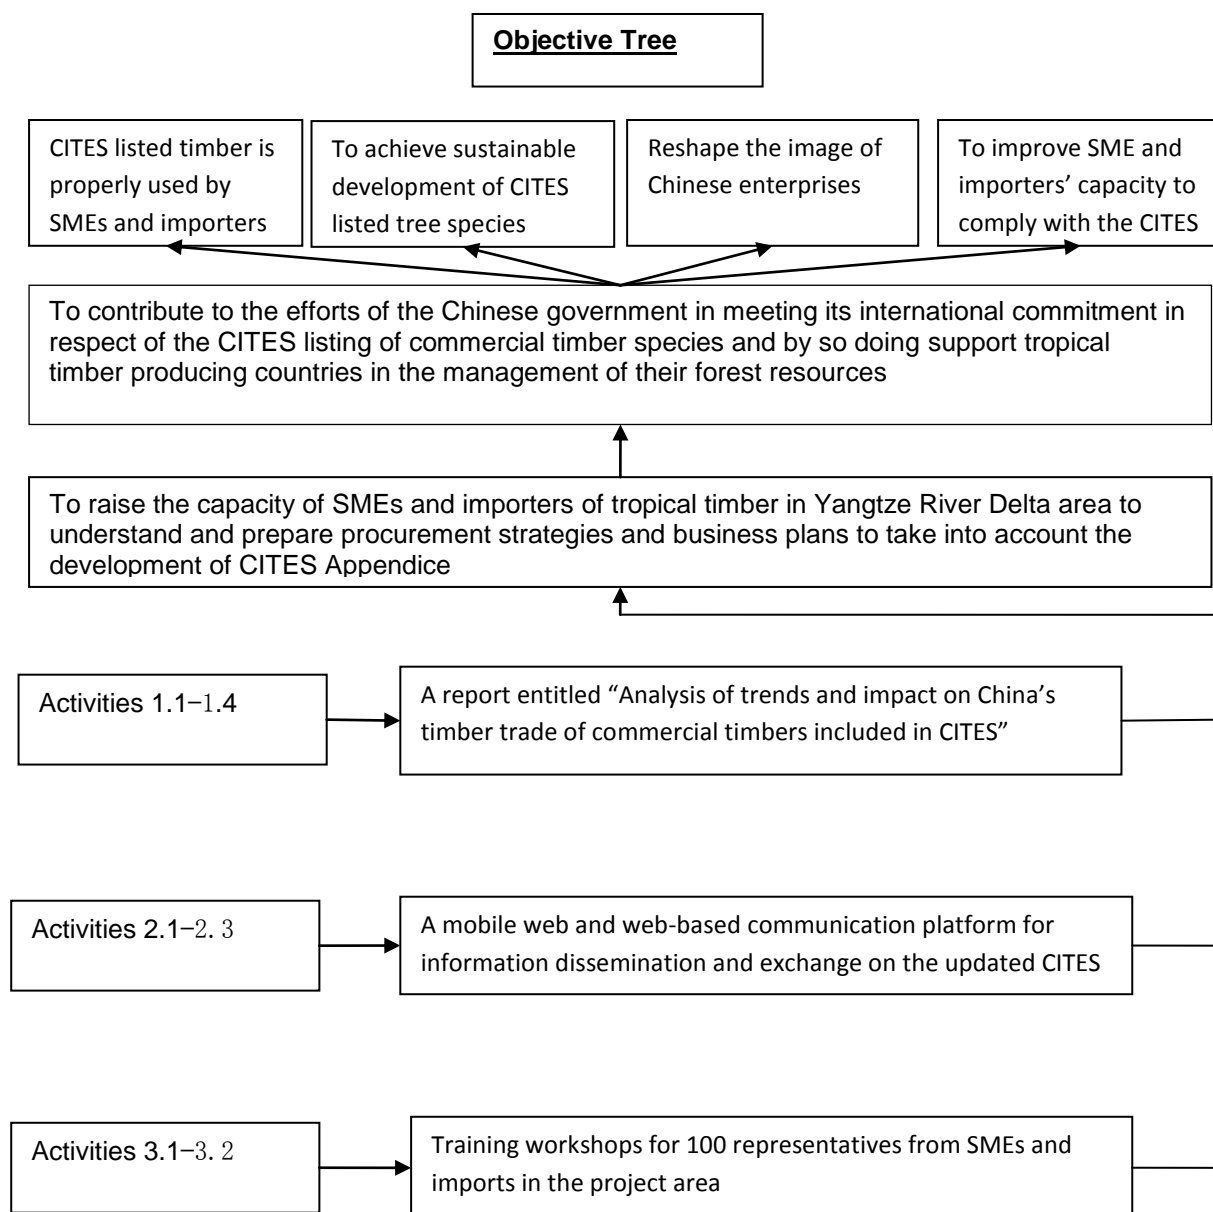 Objective Tree
CITES listed timber is
properly used by
SMEs and importers
To achieve sustainable
development of CITES
listed tree species
Reshape the image of
Chinese enterprises
To improve SME and
importers’ capacity to
comply with the CITES
To contribute to the efforts of the Chinese government in meeting its international commitment in
respect of the CITES listing of commercial timber species and by so doing support tropical
timber producing countries in the management of their forest resources
To raise the capacity of SMEs and importers of tropical timber in Yangtze River Delta area to
understand and prepare procurement strategies and business plans to take into account the
development of CITES Appendice
Activities 1.1–1.4
A report entitled “Analysis of trends and impact on China’s
timber trade of commercial timbers included in CITES”
Activities 2.1–2.3
A mobile web and web-based communication platform for
information dissemination and exchange on the updated CITES
Activities 3.1–3.2
Training workshops for 100 representatives from SMEs and
imports in the project area